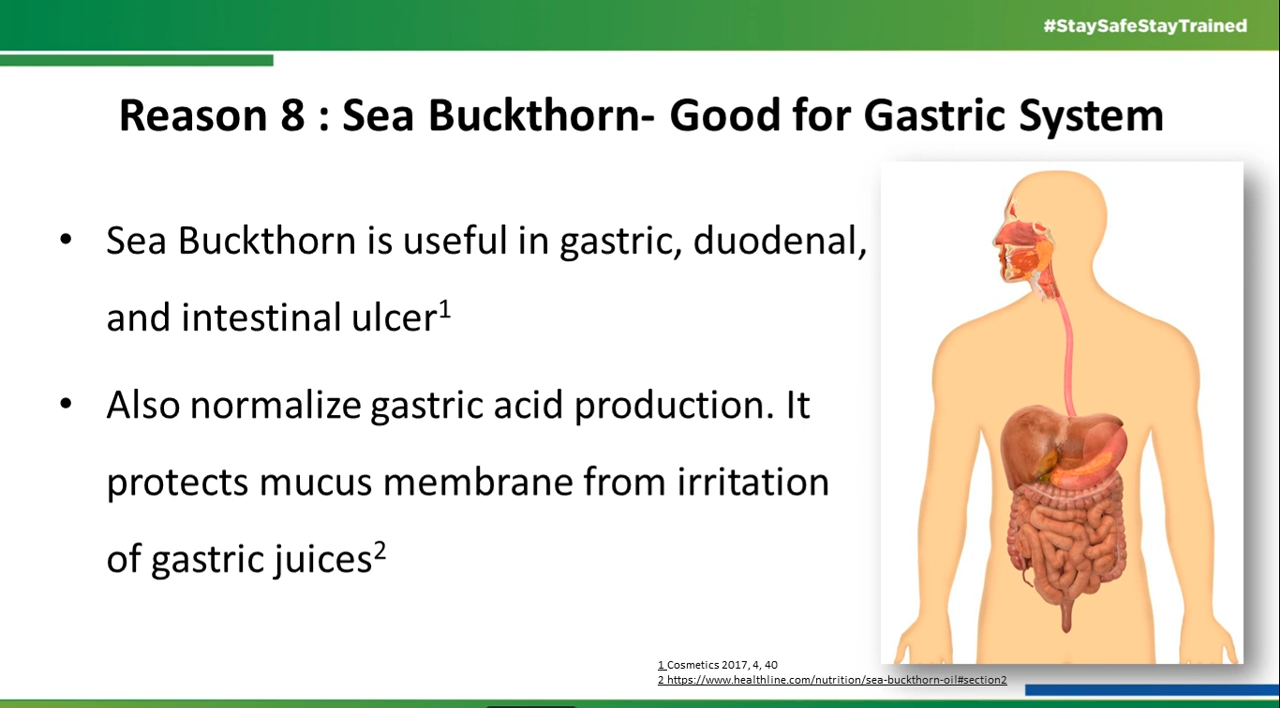 #StaySafeStayTrained
Reason 8 : Sea Buckthorn- Good for Gastric System
• Sea Buckthorn is useful in gastric, duodenal,
and intestinal ulcer¹
• Also normalize gastric acid production. It
protects mucus membrane from irritation
of gastric juices²
1 Cosmetics 2017, 4, 40
2 https://www.healthline.com/nutrition/sea-buckthorn-oil#section2